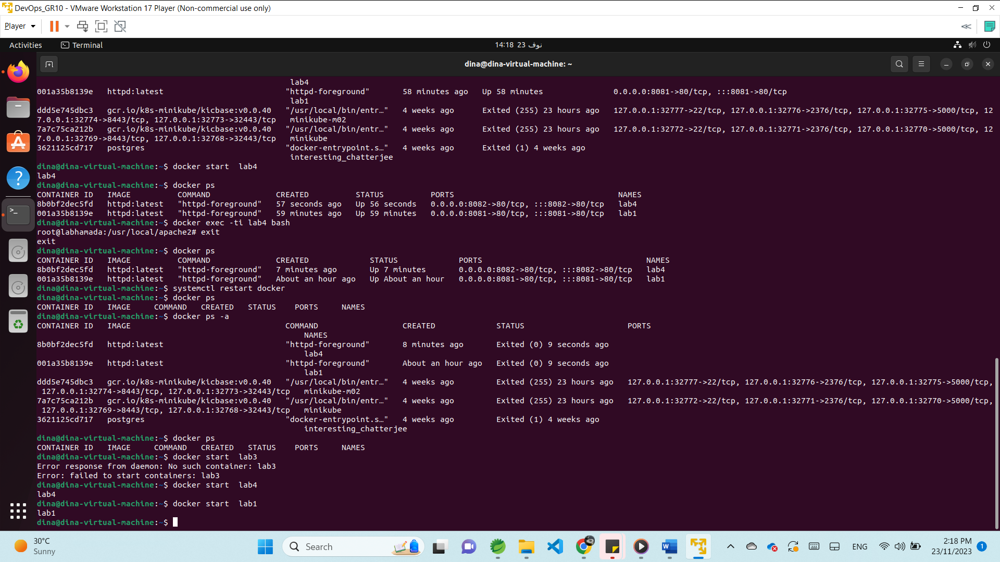 DevOps_GR10 - VMware Workstation 17 Player (Non-commercial use only)
Player
Activities
Terminal
14:18 23 نوف
dina@dina-virtual-machine: ~
lab4
001a35b8139e httpd:latest "httpd-foreground" 58 minutes ago Up 58 minutes 0.0.0.0:8081->80/tcp, :::8081->80/tcp
lab1
ddd5e745dbc3 gcr.io/k8s-minikube/kicbase:v0.0.40 "/usr/local/bin/entr…" 4 weeks ago Exited (255) 23 hours ago 127.0.0.1:32777->22/tcp, 127.0.0.1:32776->2376/tcp, 127.0.0.1:32775->5000/tcp, 12
7.0.0.1:32774->8443/tcp, 127.0.0.1:32773->32443/tcp minikube-m02
7a7c75ca212b gcr.io/k8s-minikube/kicbase:v0.0.40 "/usr/local/bin/entr…" 4 weeks ago Exited (255) 23 hours ago 127.0.0.1:32772->22/tcp, 127.0.0.1:32771->2376/tcp, 127.0.0.1:32770->5000/tcp, 12
7.0.0.1:32769->8443/tcp, 127.0.0.1:32768->32443/tcp minikube
3621125cd717 postgres "docker-entrypoint.s…" 4 weeks ago Exited (1) 4 weeks ago
interesting_chatterjee
dina@dina-virtual-machine:~$ docker start  lab4
lab4
dina@dina-virtual-machine:~$ docker ps
CONTAINER ID IMAGE COMMAND CREATED STATUS PORTS NAMES
8b0bf2dec5fd httpd:latest "httpd-foreground" 57 seconds ago Up 56 seconds 0.0.0.0:8082->80/tcp, :::8082->80/tcp lab4
001a35b8139e httpd:latest "httpd-foreground" 59 minutes ago Up 59 minutes 0.0.0.0:8081->80/tcp, :::8081->80/tcp lab1
dina@dina-virtual-machine:~$ docker exec -ti lab4 bash
root@labhamada:/usr/local/apache2# exit
exit
dina@dina-virtual-machine:~$ docker ps
CONTAINER ID IMAGE COMMAND CREATED STATUS PORTS NAMES
8b0bf2dec5fd httpd:latest "httpd-foreground" 7 minutes ago Up 7 minutes 0.0.0.0:8082->80/tcp, :::8082->80/tcp lab4
001a35b8139e httpd:latest "httpd-foreground" About an hour ago Up About an hour 0.0.0.0:8081->80/tcp, :::8081->80/tcp lab1
dina@dina-virtual-machine:~$ systemctl restart docker
dina@dina-virtual-machine:~$ docker ps
CONTAINER ID IMAGE COMMAND CREATED STATUS PORTS NAMES
dina@dina-virtual-machine:~$ docker ps -a
CONTAINER ID IMAGE COMMAND CREATED STATUS PORTS
NAMES
8b0bf2dec5fd httpd:latest "httpd-foreground" 8 minutes ago Exited (0) 9 seconds ago
lab4
001a35b8139e httpd:latest "httpd-foreground" About an hour ago Exited (0) 9 seconds ago
lab1
ddd5e745dbc3 gcr.io/k8s-minikube/kicbase:v0.0.40 "/usr/local/bin/entr…" 4 weeks ago Exited (255) 23 hours ago 127.0.0.1:32777->22/tcp, 127.0.0.1:32776->2376/tcp, 127.0.0.1:32775->5000/tcp,
127.0.0.1:32774->8443/tcp, 127.0.0.1:32773->32443/tcp minikube-m02
7a7c75ca212b gcr.io/k8s-minikube/kicbase:v0.0.40 "/usr/local/bin/entr…" 4 weeks ago Exited (255) 23 hours ago 127.0.0.1:32772->22/tcp, 127.0.0.1:32771->2376/tcp, 127.0.0.1:32770->5000/tcp,
127.0.0.1:32769->8443/tcp, 127.0.0.1:32768->32443/tcp minikube
3621125cd717 postgres "docker-entrypoint.s…" 4 weeks ago Exited (1) 4 weeks ago
interesting_chatterjee
dina@dina-virtual-machine:~$ docker ps
CONTAINER ID IMAGE COMMAND CREATED STATUS PORTS NAMES
dina@dina-virtual-machine:~$ docker start  lab3
Error response from daemon: No such container: lab3
Error: failed to start containers: lab3
dina@dina-virtual-machine:~$ docker start  lab4
lab4
dina@dina-virtual-machine:~$ docker start  lab1
lab1
dina@dina-virtual-machine:~$
30°C
Sunny
Search
ENG
2:18 PM
23/11/2023
1